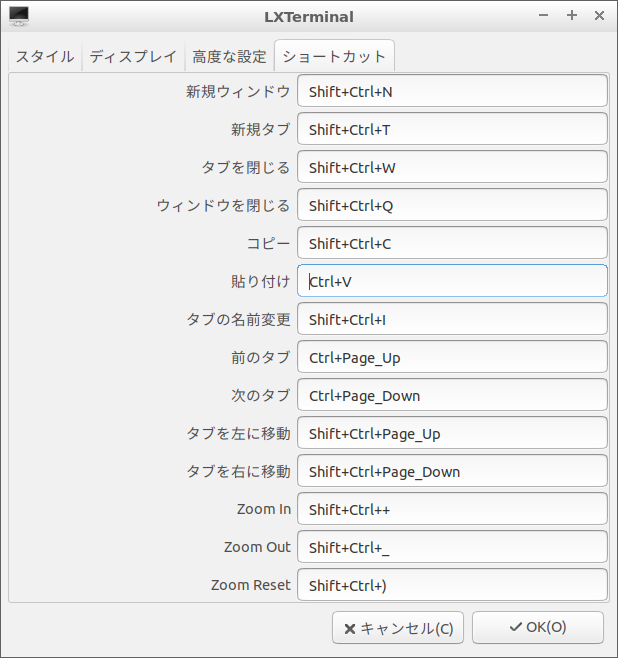 LXTerminal
スタイル ディスプレイ 高度な設定 ショートカット
新規ウィンドウ Shift+Ctrl+N
新規タブ Shift+Ctrl+T
タブを閉じる Shift+Ctrl+W
ウィンドウを閉じる Shift+Ctrl+Q
コピー Shift+Ctrl+C
貼り付け Ctrl+V
タブの名前変更 Shift+Ctrl+I
前のタブ Ctrl+Page_Up
次のタブ Ctrl+Page_Down
タブを左に移動 Shift+Ctrl+Page_Up
タブを右に移動 Shift+Ctrl+Page_Down
Zoom In Shift+Ctrl++
Zoom Out Shift+Ctrl+_
Zoom Reset Shift+Ctrl+)
キャンセル(C) OK(O)